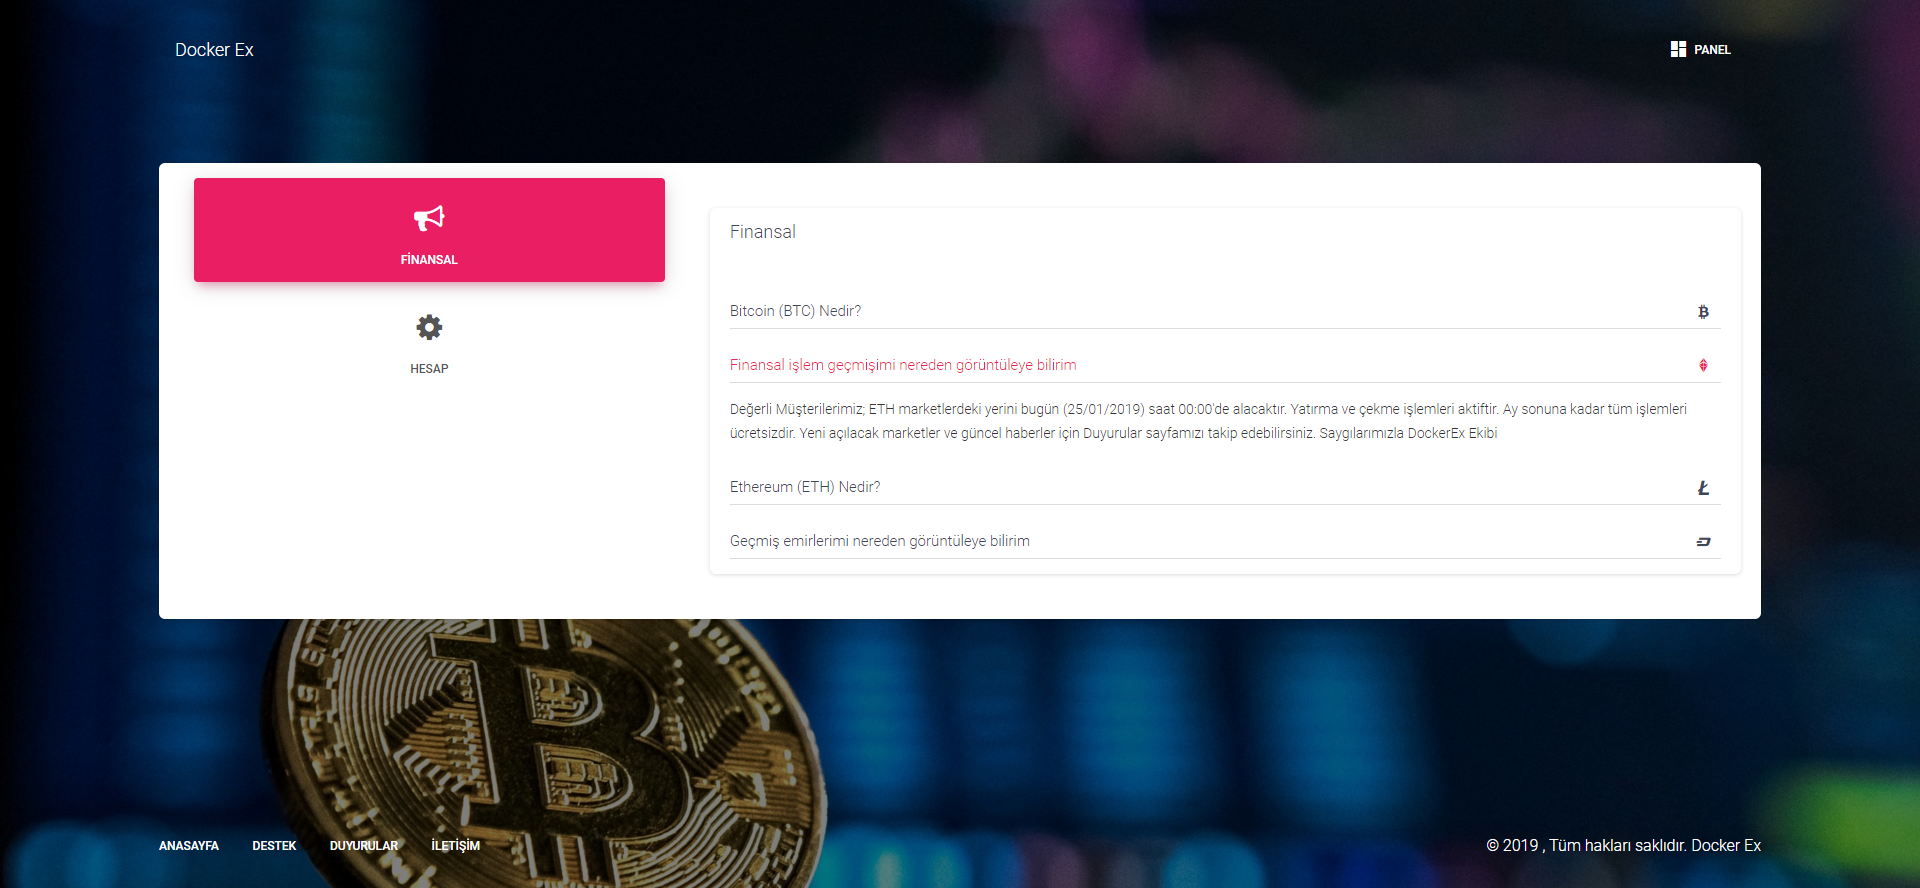 Docker Ex
PANEL
FİNANSAL
HESAP
Finansal
Bitcoin (BTC) Nedir?
Finansal işlem geçmişimi nereden görüntüleye bilirim
Değerli Müşterilerimiz; ETH marketlerdeki yerini bugün (25/01/2019) saat 00:00'de alacaktır. Yatırma ve çekme işlemleri aktiftir. Ay sonuna kadar tüm işlemleri
ücretsizdir. Yeni açılacak marketler ve güncel haberler için Duyurular sayfamızı takip edebilirsiniz. Saygılarımızla DockerEx Ekibi
Ethereum (ETH) Nedir?
Geçmiş emirlerimi nereden görüntüleye bilirim
ANASAYFA
DESTEK
DUYURULAR
İLETİŞİM
© 2019 , Tüm hakları saklıdır. Docker Ex